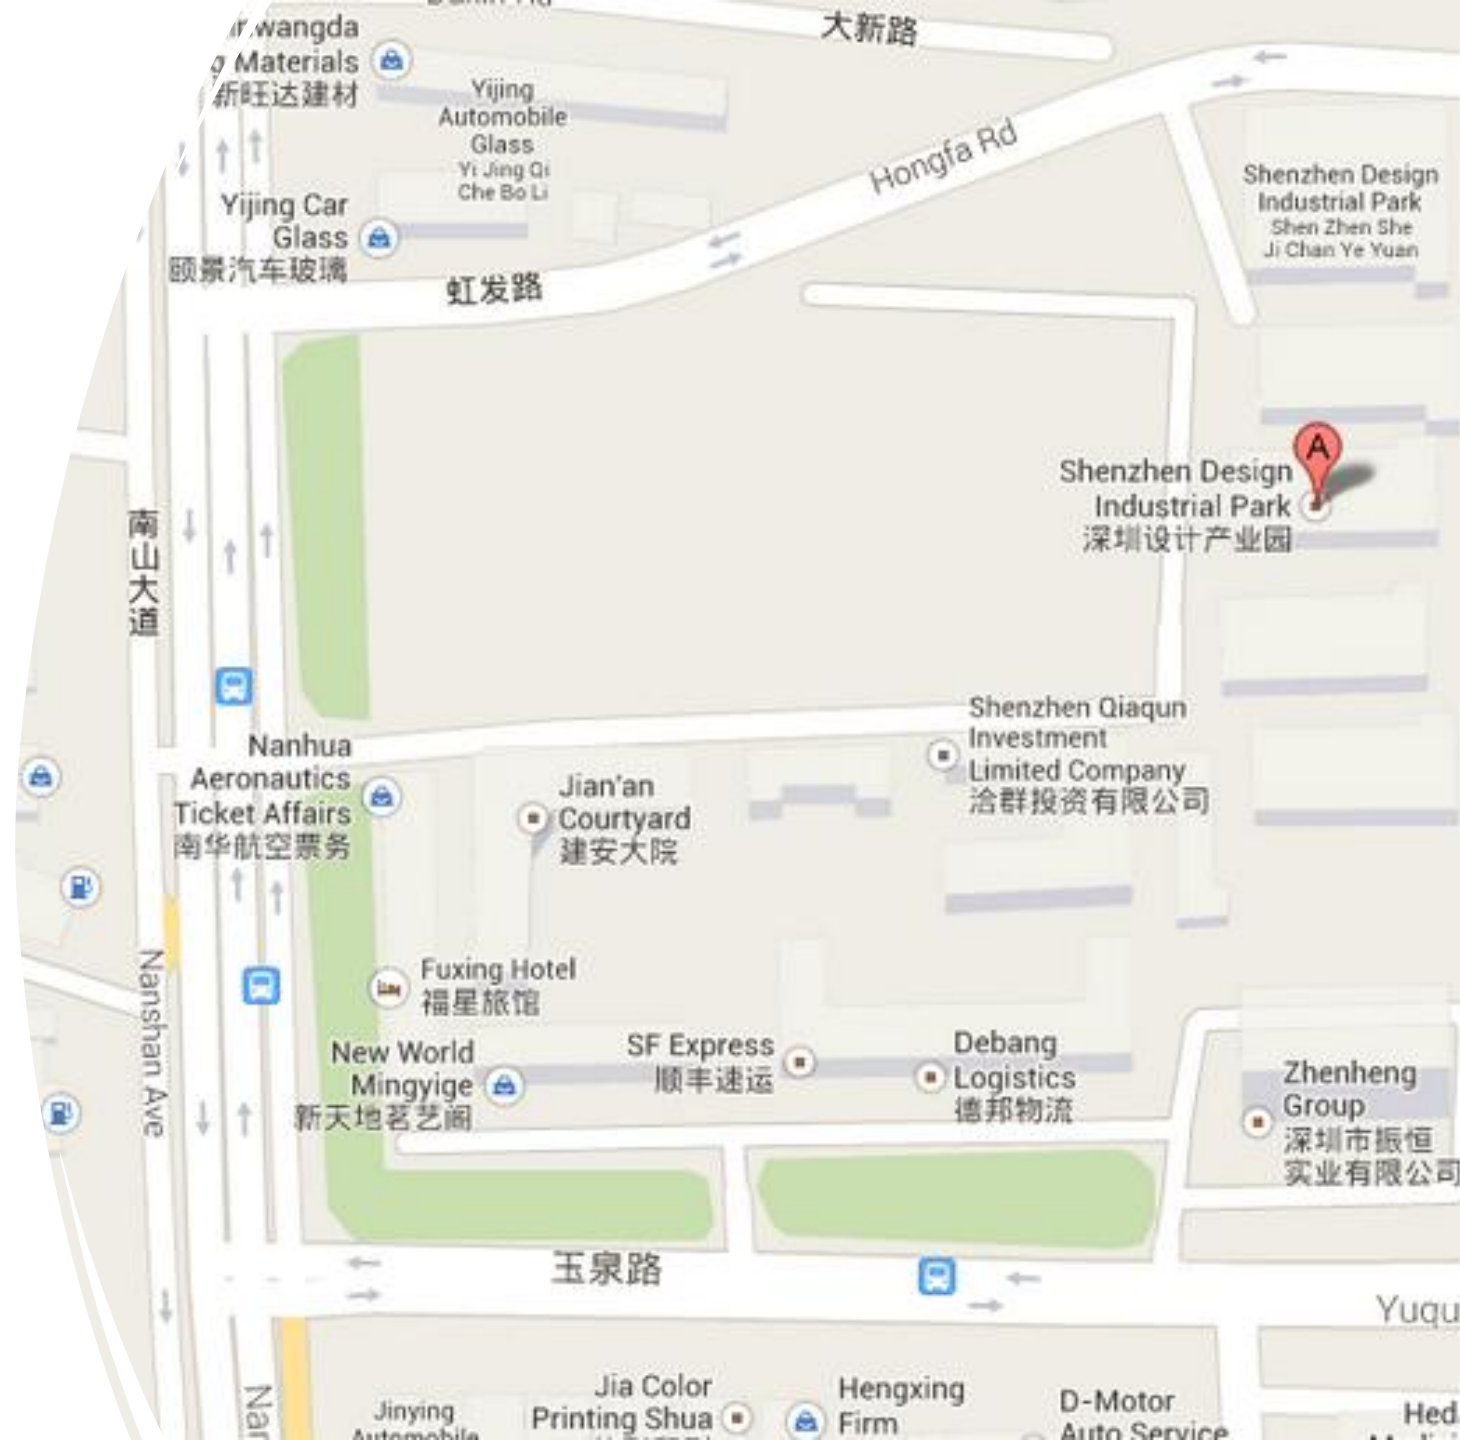 大新路
Materials
新旺达建材
Yijing
Automobile
Glass
Yi Jing Qi
Che Bo Li
Hongfa Rd
Shenzhen Design
Industrial Park
Shen Zhen She
Ji Chan Ye Yuan
Yijing Car
Glass
颐景汽车玻璃
虹发路
A
Shenzhen Design
Industrial Park
深圳设计产业园
南山大道
Shenzhen Qiaqun
Investment
Limited Company
洽群投资有限公司
Nanhua
Aeronautics
Ticket Affairs
南华航空票务
Jian'an
Courtyard
建安大院
Nanshan Ave
Fuxing Hotel
福星旅馆
New World
Mingyige
新天地茗艺阁
SF Express
顺丰速运
Debang
Logistics
德邦物流
Zhenheng
Group
深圳市振恒
实业有限公司
玉泉路
Yuqu
Nan
Jinying
Automobile
Jia Color
Printing Shua
Hengxing
Firm
D-Motor
Auto Service
Hed